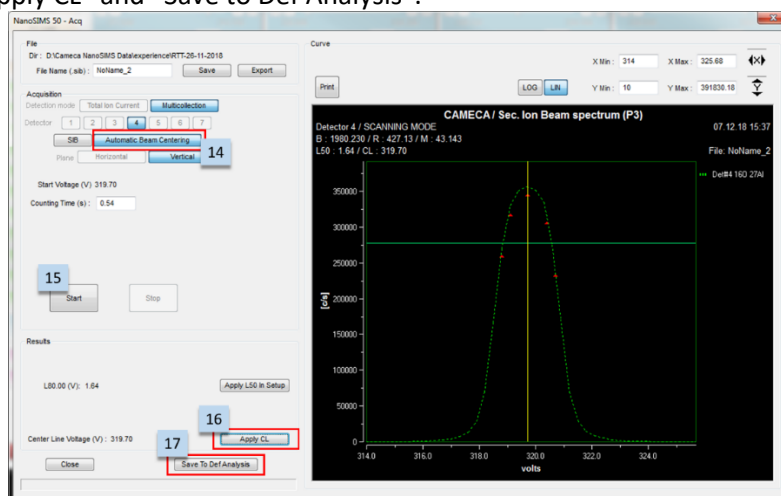 Apply CL" and "Save to Def Analysis".
NanoSIMS 50 - Acq
File
Dir : D:\Cameca NanoSIMS Data\experience\RTT-26-11-2018
File Name (.sib) : NoName_2 Save Export
Acquisition
Detection mode Total Ion Current Multicollection
Detector 1 2 3 4 5 6 7
SIB Automatic Beam Centering 14
Plane Horizontal Vertical
Start Voltage (V) 319.70
Counting Time (s) : 0.54
15
Start Stop
Results
L80.00 (V): 1.64 Apply L50 In Setup
16
Center Line Voltage (V) : 319.70 Apply CL
17
Close Save To Def Analysis
Curve
X Min : 314 X Max : 325.68
Print LOG LIN Y Min : 10 Y Max : 391830.18
CAMECA / Sec. Ion Beam spectrum (P3)
Detector 4 / SCANNING MODE 07.12.18 15:37
B : 1980.230 / R : 427.13 / M : 43.143
L50 : 1.64 / CL : 319.70 File: NoName_2
Det#4 16O 27Al
350000
300000
250000
[c/s] 200000
150000
100000
50000
0
314.0 316.0 318.0 320.0 322.0 324.0
volts